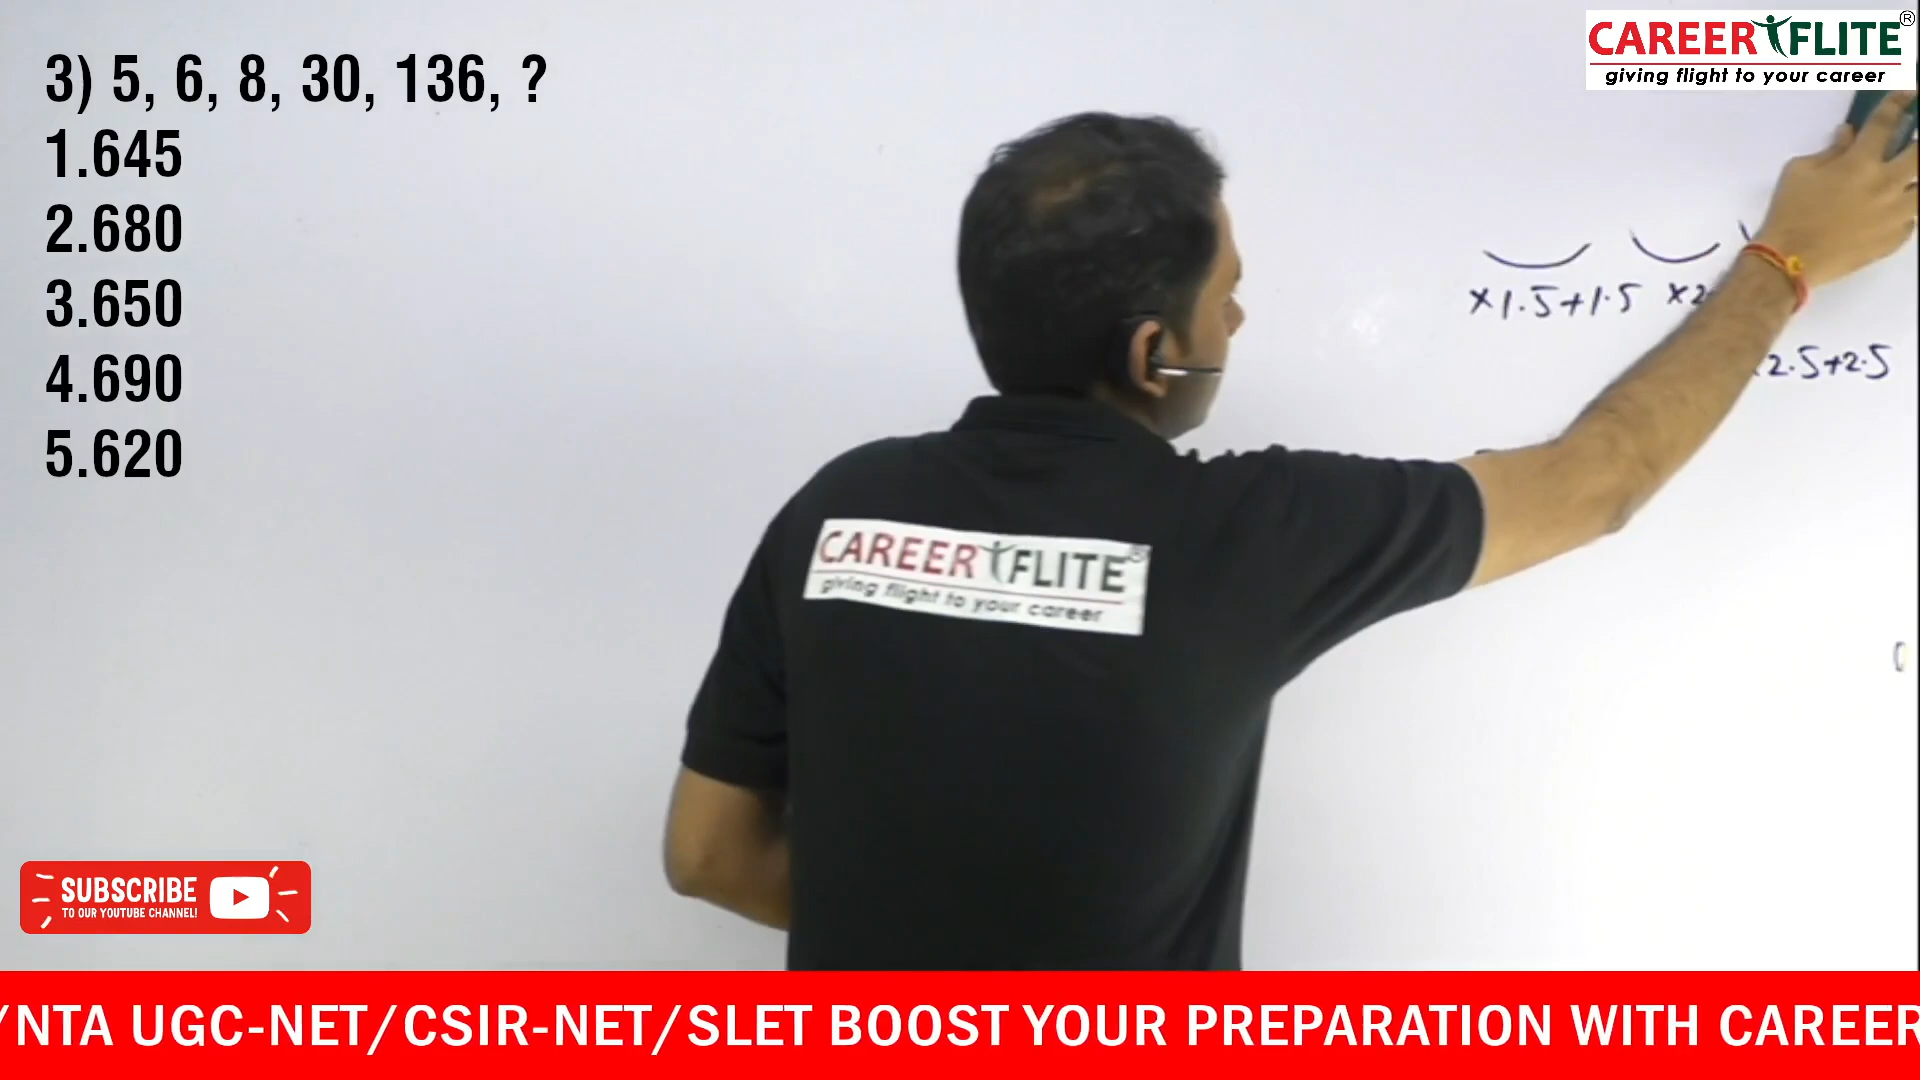 3) 5, 6, 8, 30, 136, ?
1.645
2.680
3.650
4.690
5.620
CAREER FLITE®
giving flight to your career
×1.5+1.5 ×2
2.5+2.5
CAREER FLITE®
giving flight to your career
SUBSCRIBE
TO OUR YOUTUBE CHANNEL!
/NTA UGC-NET/CSIR-NET/SLET BOOST YOUR PREPARATION WITH CAREER